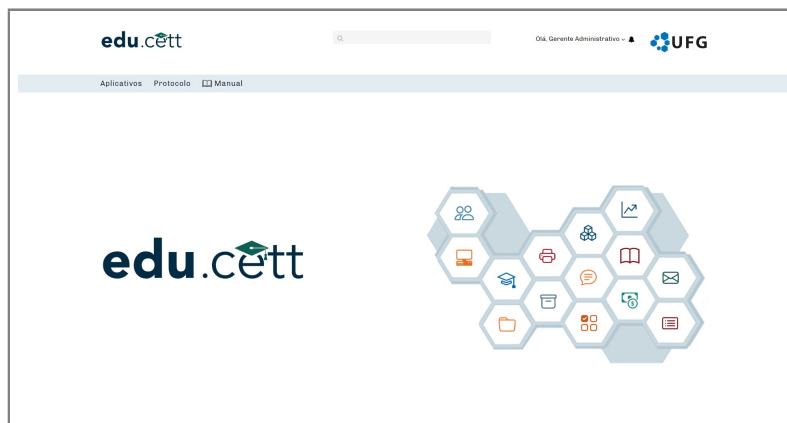 edu.cett
Olá, Gerente Administrativo
UFG
Aplicativos Protocolo Manual
edu.cett